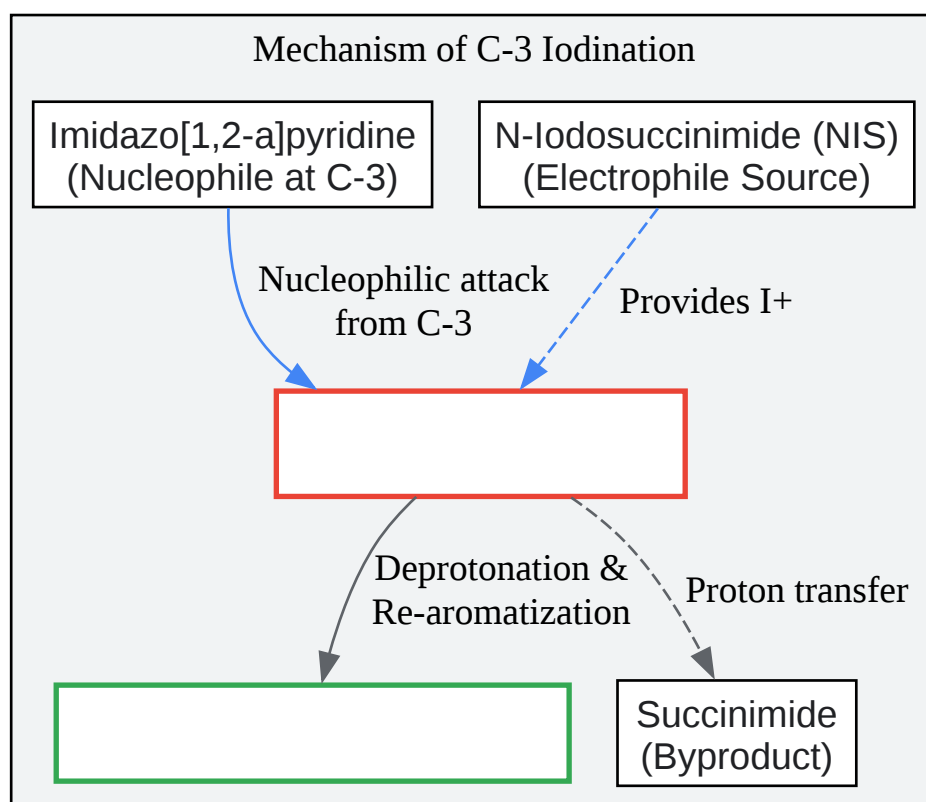 Mechanism of C-3 Iodination
Imidazo[1,2-a]pyridine
(Nucleophile at C-3)
N-Iodosuccinimide (NIS)
(Electrophile Source)
Nucleophilic attack
from C-3
Provides I+
Deprotonation &
Re-aromatization
Proton transfer
Succinimide
(Byproduct)